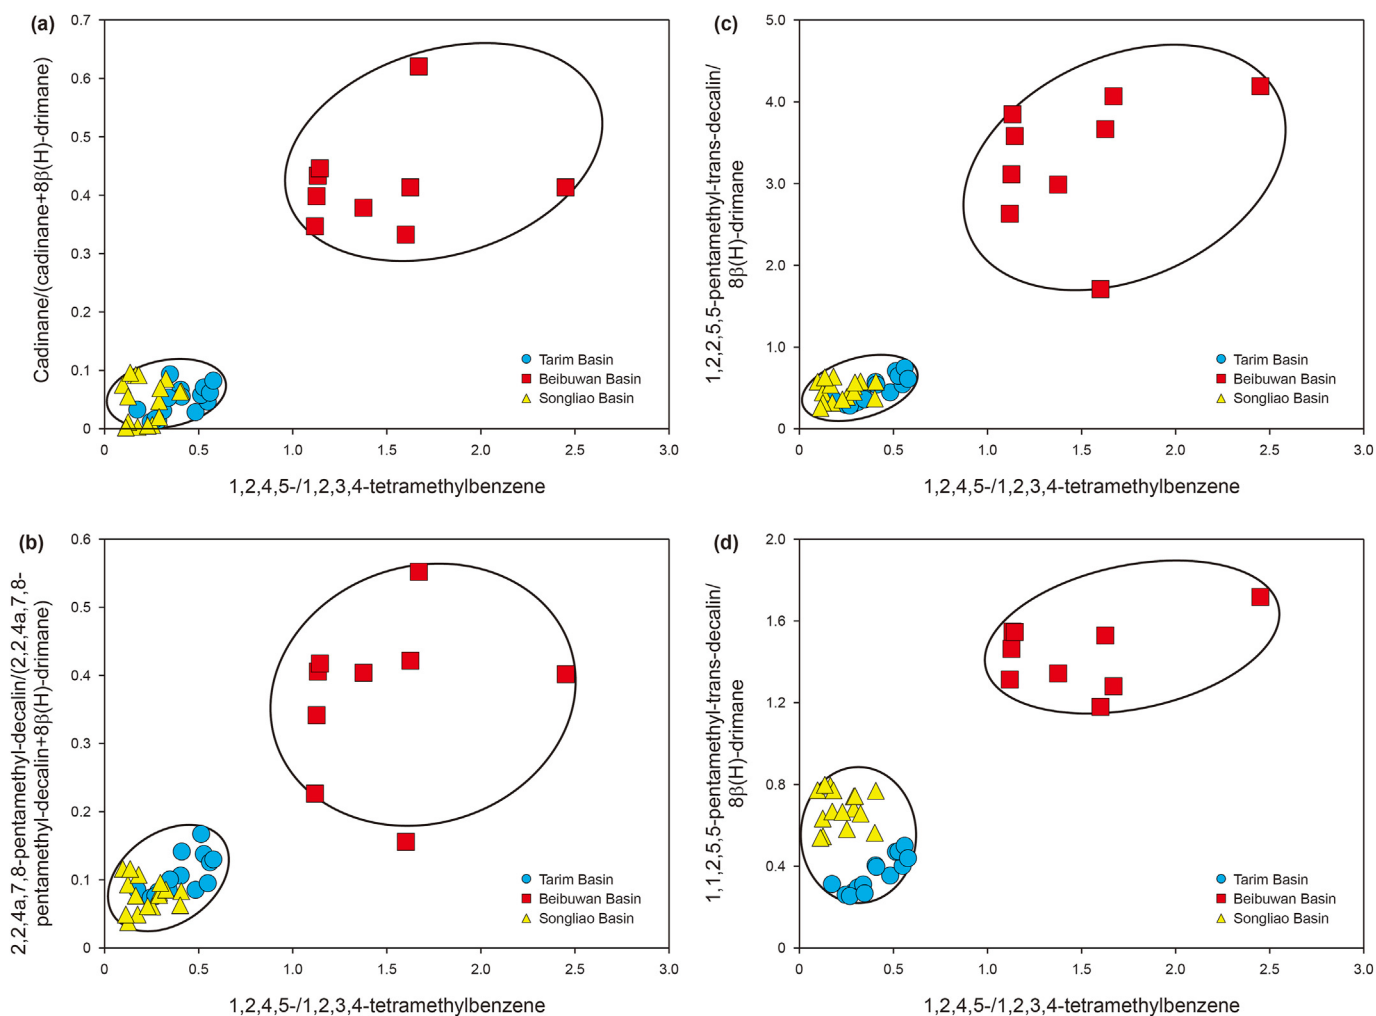 (a)
Cadinane/(cadinane+8β(H)-drimane)
0.7
0.6
0.5
0.4
0.3
0.2
0.1
0
0
0.5
1.0
1.5
2.0
2.5
3.0
Tarim Basin
Beibuwan Basin
Songliao Basin
1,2,4,5-/1,2,3,4-tetramethylbenzene
(c)
1,2,2,5,5-pentamethyl-trans-decalin/
8β(H)-drimane
5.0
4.0
3.0
2.0
1.0
0
0
0.5
1.0
1.5
2.0
2.5
3.0
Tarim Basin
Beibuwan Basin
Songliao Basin
1,2,4,5-/1,2,3,4-tetramethylbenzene
(b)
2,2,4a,7,8-pentamethyl-decalin/(2,2,4a,7,8-
pentamethyl-decalin+8β(H)-drimane)
0.6
0.5
0.4
0.3
0.2
0.1
0
0
0.5
1.0
1.5
2.0
2.5
3.0
Tarim Basin
Beibuwan Basin
Songliao Basin
1,2,4,5-/1,2,3,4-tetramethylbenzene
(d)
1,1,2,5,5-pentamethyl-trans-decalin/
8β(H)-drimane
2.0
1.6
1.2
0.8
0.4
0
0
0.5
1.0
1.5
2.0
2.5
3.0
Tarim Basin
Beibuwan Basin
Songliao Basin
1,2,4,5-/1,2,3,4-tetramethylbenzene